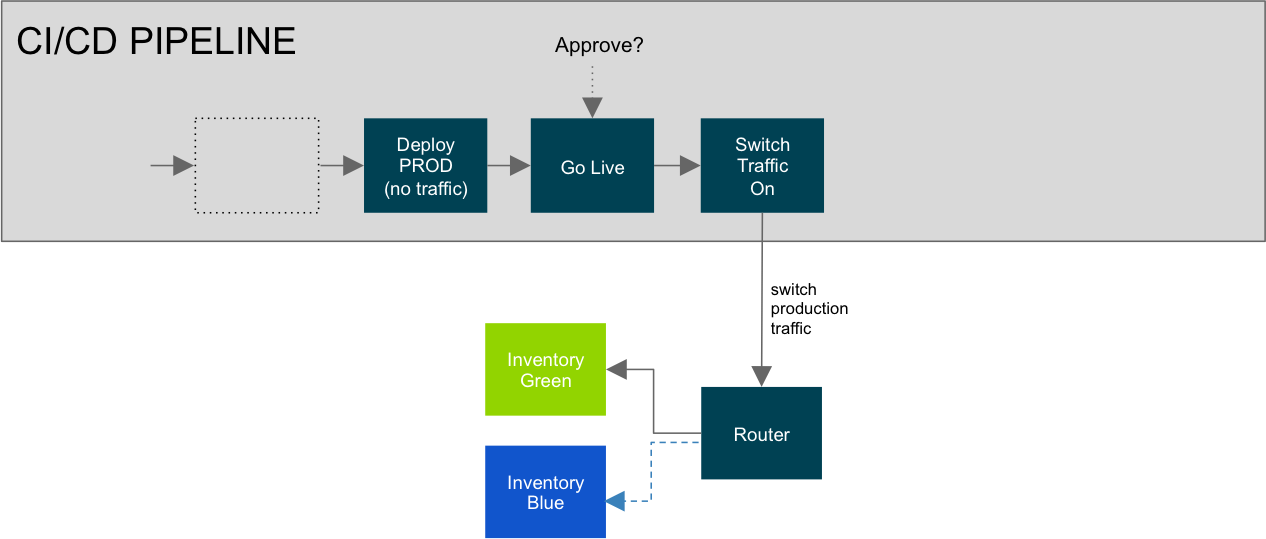 CI/CD PIPELINE
Approve?
Deploy
PROD
(no traffic)
Go Live
Switch
Traffic
On
switch
production
traffic
Inventory
Green
Router
Inventory
Blue